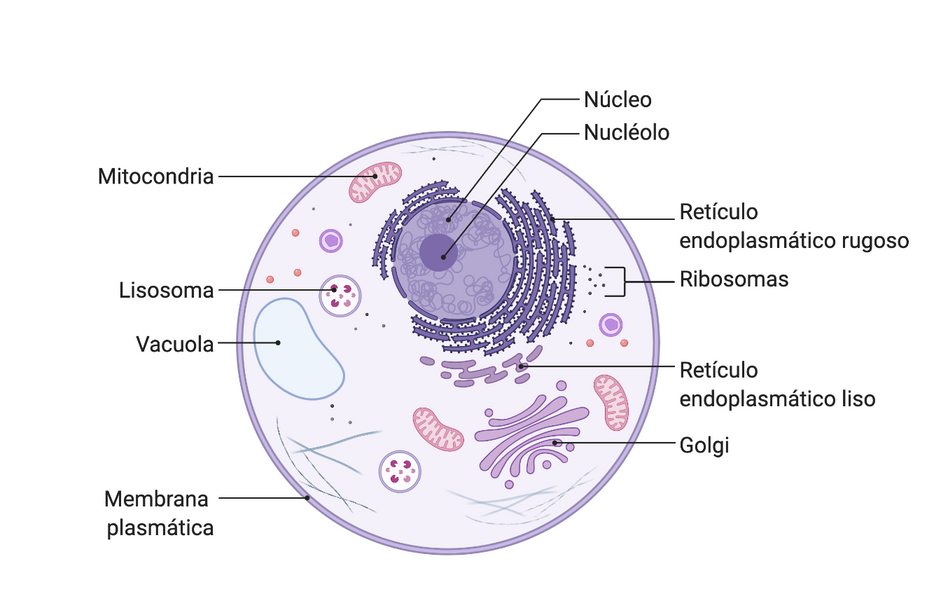 Núcleo
Nucléolo
Mitocondria
Retículo
endoplasmático rugoso
Ribosomas
Lisosoma
Vacuola
Retículo
endoplasmático liso
Golgi
Membrana
plasmática